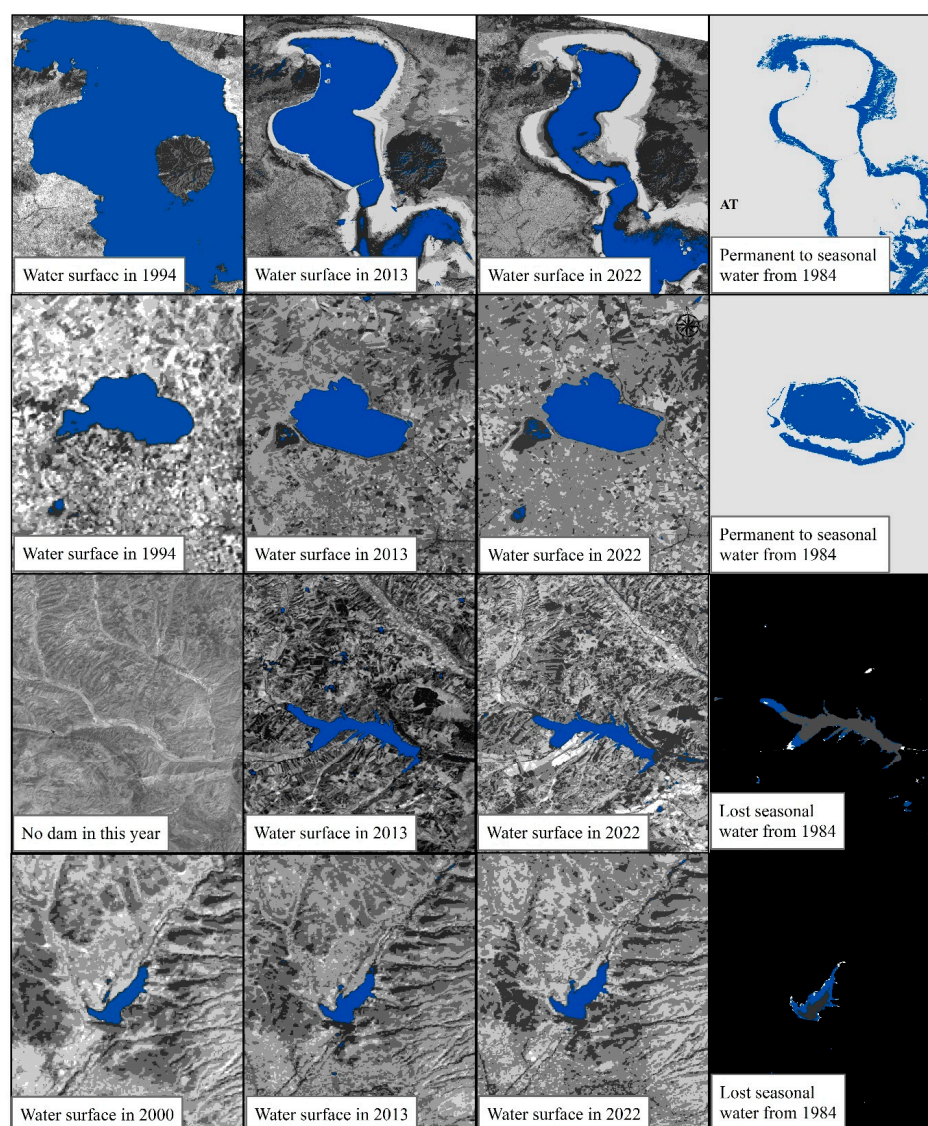 Water surface in 1994
Water surface in 2013
Water surface in 2022
AT
Permanent to seasonal
water from 1984
Water surface in 1994
Water surface in 2013
Water surface in 2022
Permanent to seasonal
water from 1984
No dam in this year
Water surface in 2013
Water surface in 2022
Lost seasonal
water from 1984
Water surface in 2000
Water surface in 2013
Water surface in 2022
Lost seasonal
water from 1984